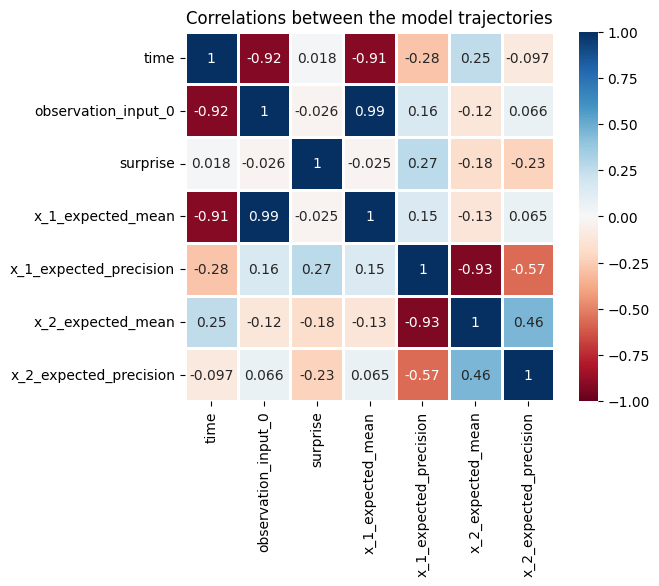 Correlations between the model trajectories
time 1 -0.92 0.018 -0.91 -0.28 0.25 -0.097
observation_input_0 -0.92 1 -0.026 0.99 0.16 -0.12 0.066
surprise 0.018 -0.026 1 -0.025 0.27 -0.18 -0.23
x_1_expected_mean -0.91 0.99 -0.025 1 0.15 -0.13 0.065
x_1_expected_precision -0.28 0.16 0.27 0.15 1 -0.93 -0.57
x_2_expected_mean 0.25 -0.12 -0.18 -0.13 -0.93 1 0.46
x_2_expected_precision -0.097 0.066 -0.23 0.065 -0.57 0.46 1
time
observation_input_0
surprise
x_1_expected_mean
x_1_expected_precision
x_2_expected_mean
x_2_expected_precision
1.00
0.75
0.50
0.25
0.00
−0.25
−0.50
−0.75
−1.00